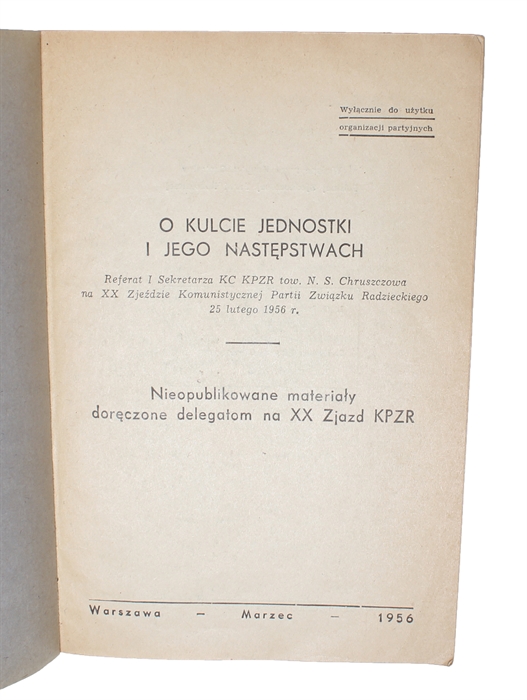 Wyłącznie do użytku
organizacji partyjnych
O KULCIE JEDNOSTKI
I JEGO NASTĘPSTWACH
Referat I Sekretarza KC KPZR tow. N. S. Chruszczowa
na XX Zjeździe Komunistycznej Partii Związku Radzieckiego
25 lutego 1956 r.
Nieopublikowane materiały
doręczone delegatom na XX Zjazd KPZR
Warszawa — Marzec — 1956